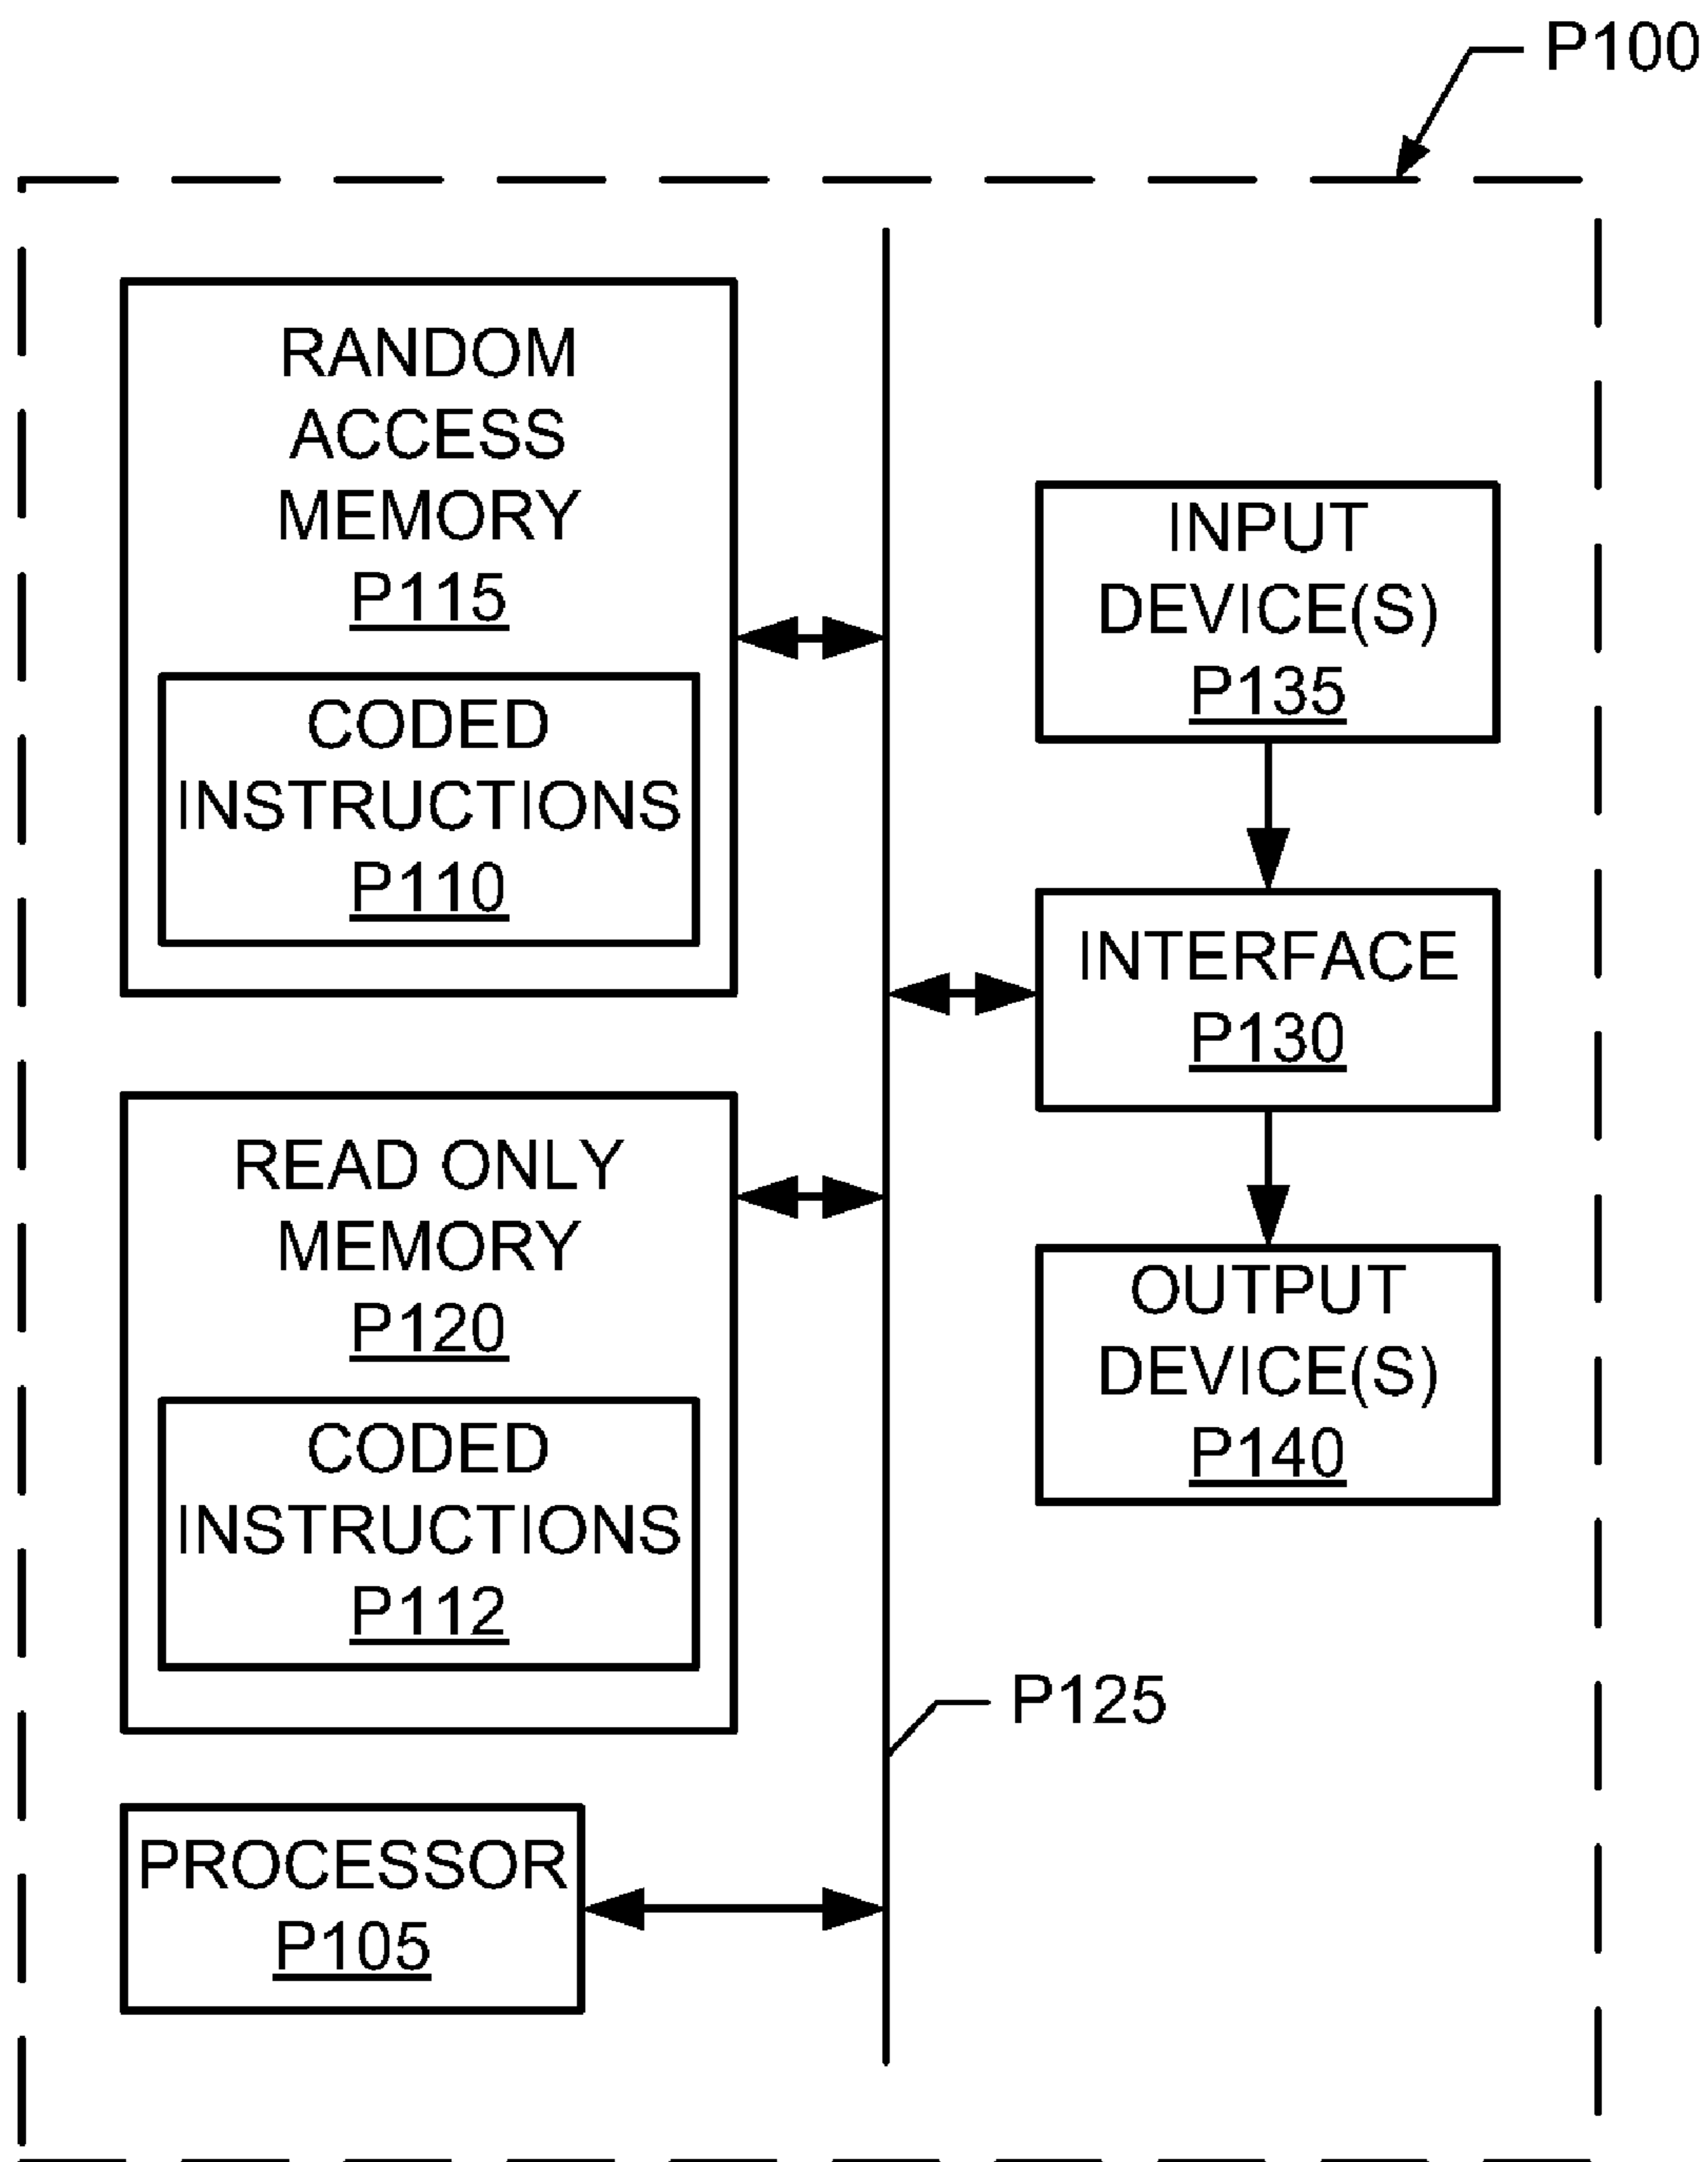 P100
RANDOM
ACCESS
MEMORY
P115
CODED
INSTRUCTIONS
P110
READ ONLY
MEMORY
P120
CODED
INSTRUCTIONS
P112
PROCESSOR
P105
INPUT
DEVICE(S)
P135
INTERFACE
P130
OUTPUT
DEVICE(S)
P140
P125